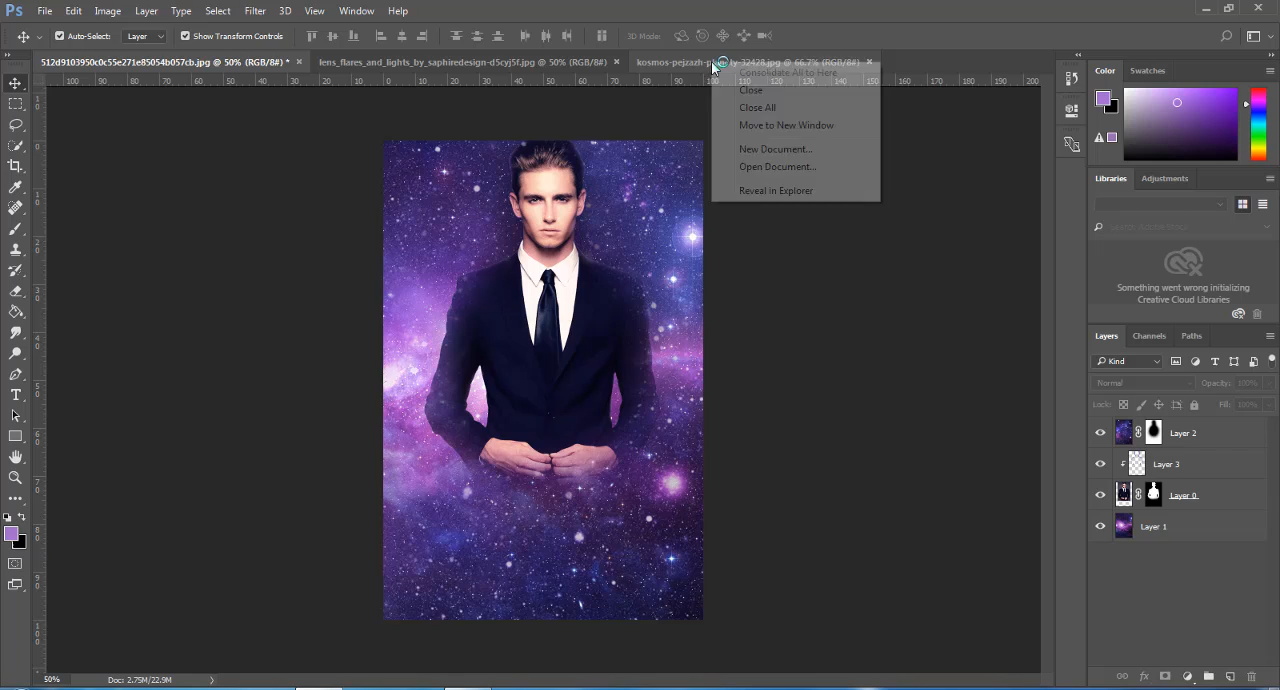 Ps File Edit Image Layer Type Select Filter 3D View Window Help
Auto-Select: Layer Show Transform Controls 3D Mode:
512d9103950c0c55e271e85054b057cb.jpg @ 50% (RGB/8#) * × lens_flares_and_lights_by_saphiredesign-d5cyj5f.jpg @ 50% (RGB/8#) × 32428.jpg @ 66.7% (RGB/8#) ×
100 90 80 70 60 50 40 30 20 10 0 10 20 30 40 50 60 70 80 90 100 110 120 130 140 150 160 170 180 190 200
Consolidate All to Here
Close
Close All
Move to New Window
New Document...
Open Document...
Reveal in Explorer
Color Swatches
Libraries Adjustments
Something went wrong initializing
Creative Cloud Libraries
Layers Channels Paths
Kind
Normal Opacity: 100%
Lock: Fill: 100%
Layer 2
Layer 3
Layer 0
Layer 1
50% Doc: 2.75M/22.9M